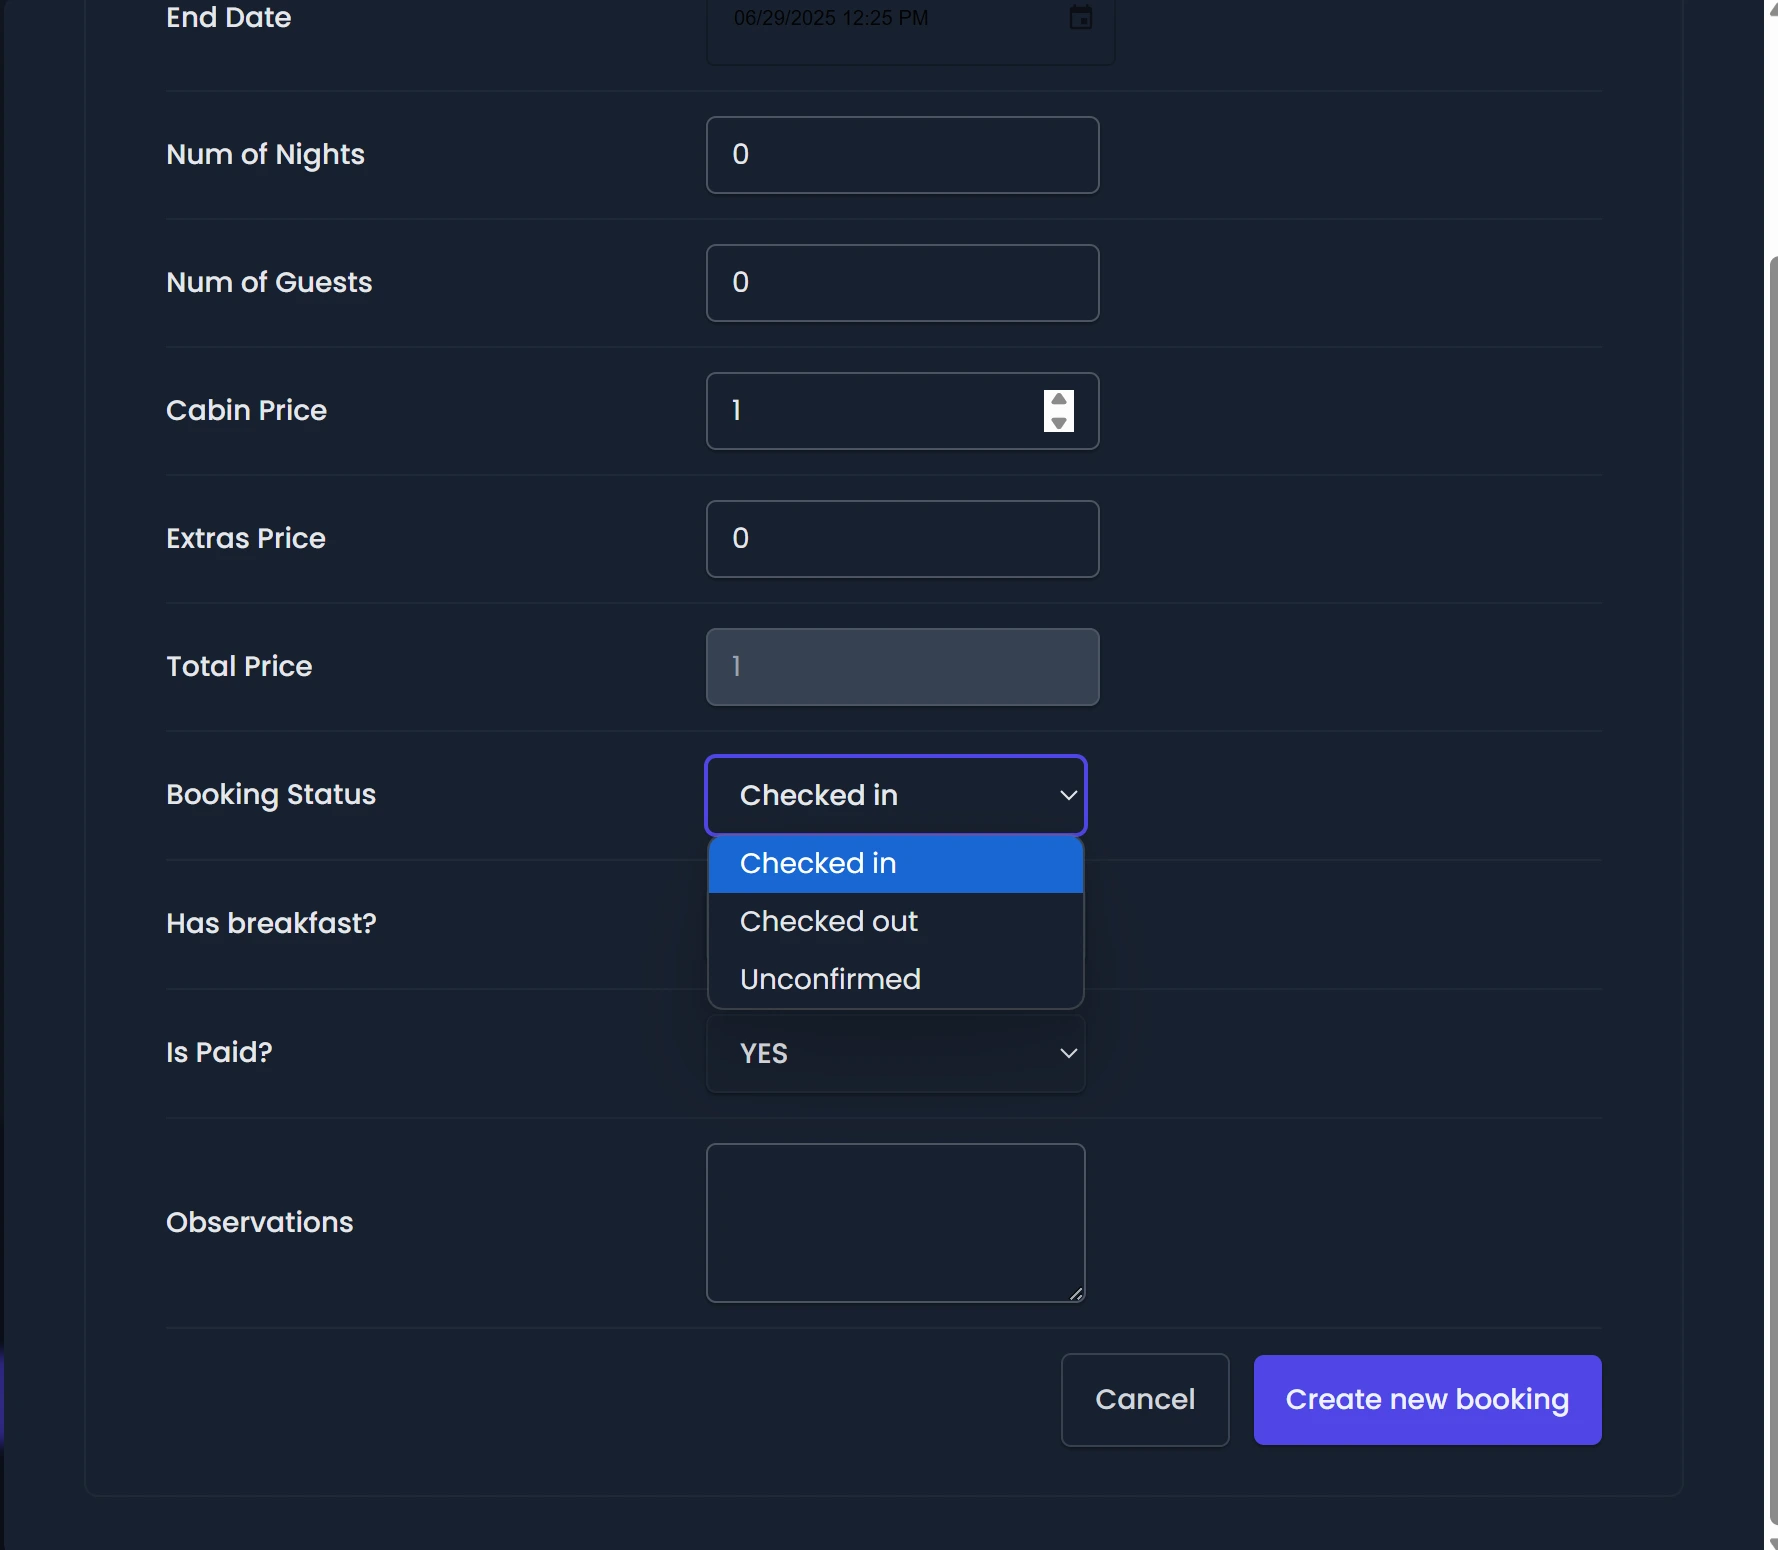 End Date
06/29/2025 12:25 PM
Num of Nights
0
Num of Guests
0
Cabin Price
1
Extras Price
0
Total Price
1
Booking Status
Checked in
Checked in
Checked out
Unconfirmed
Has breakfast?
Is Paid?
YES
Observations
Cancel
Create new booking